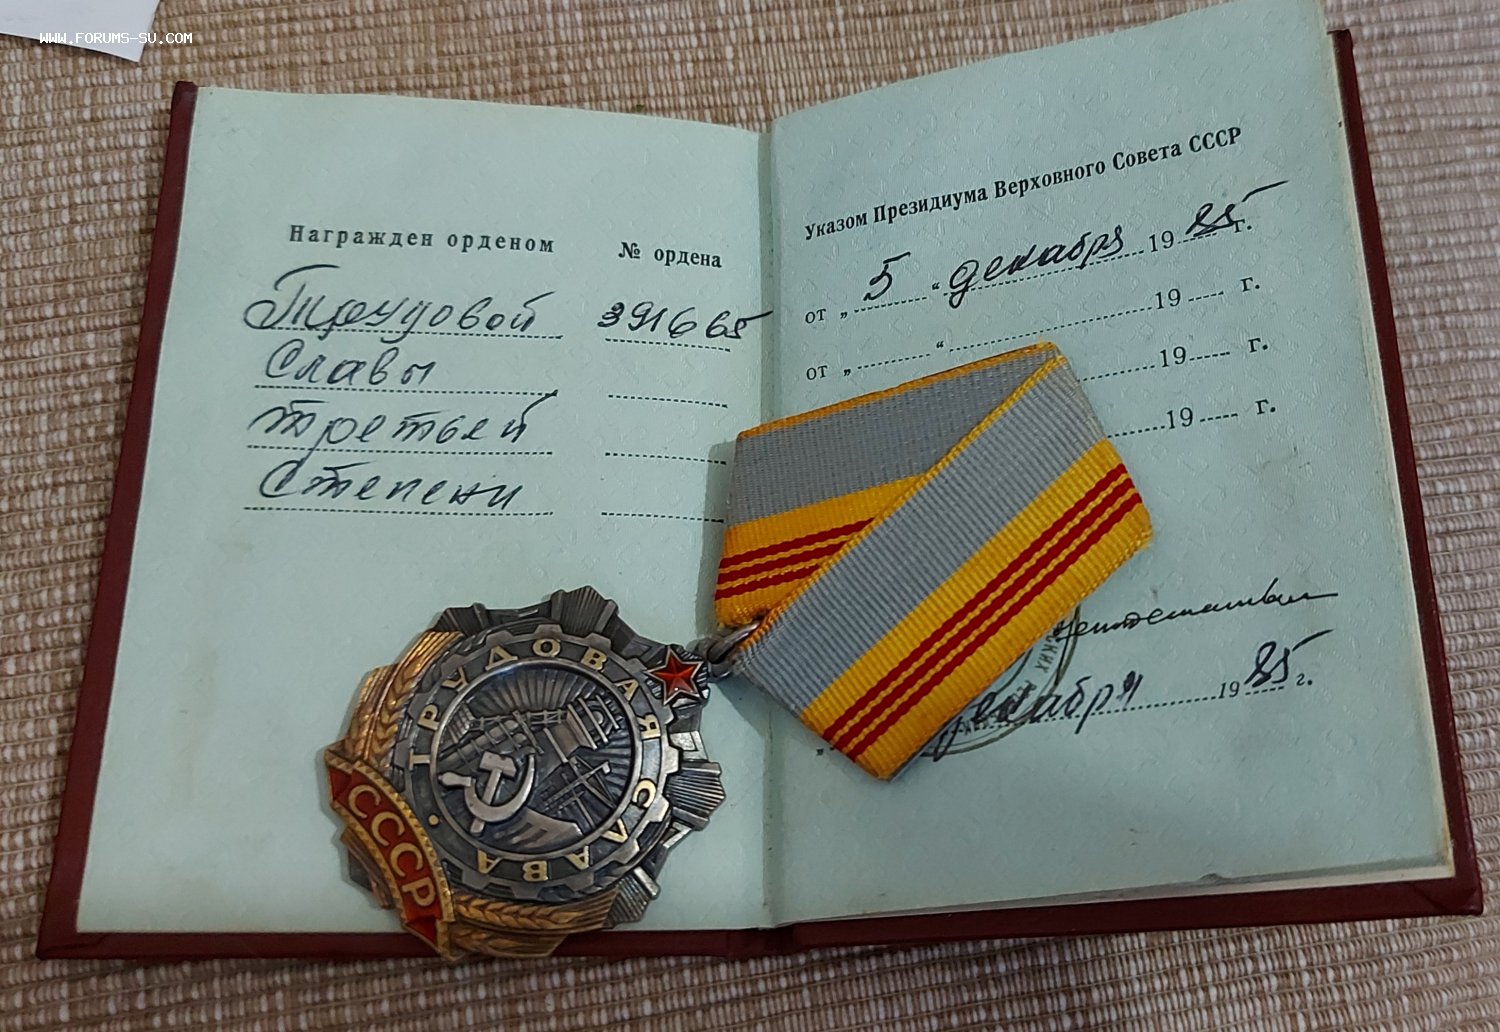 WWW.FORUMS-SU.COM
Награжден орденом
№ ордена
Трудовой 391665
Славы
третьей
степени
Указом Президиума Верховного Совета СССР
от „ 5 “ декабря 1985 г.
от „ “ 19 г.
19 г.
19 г.
декабря 1985 г.
ТРУДОВАЯ СЛАВА
СССР